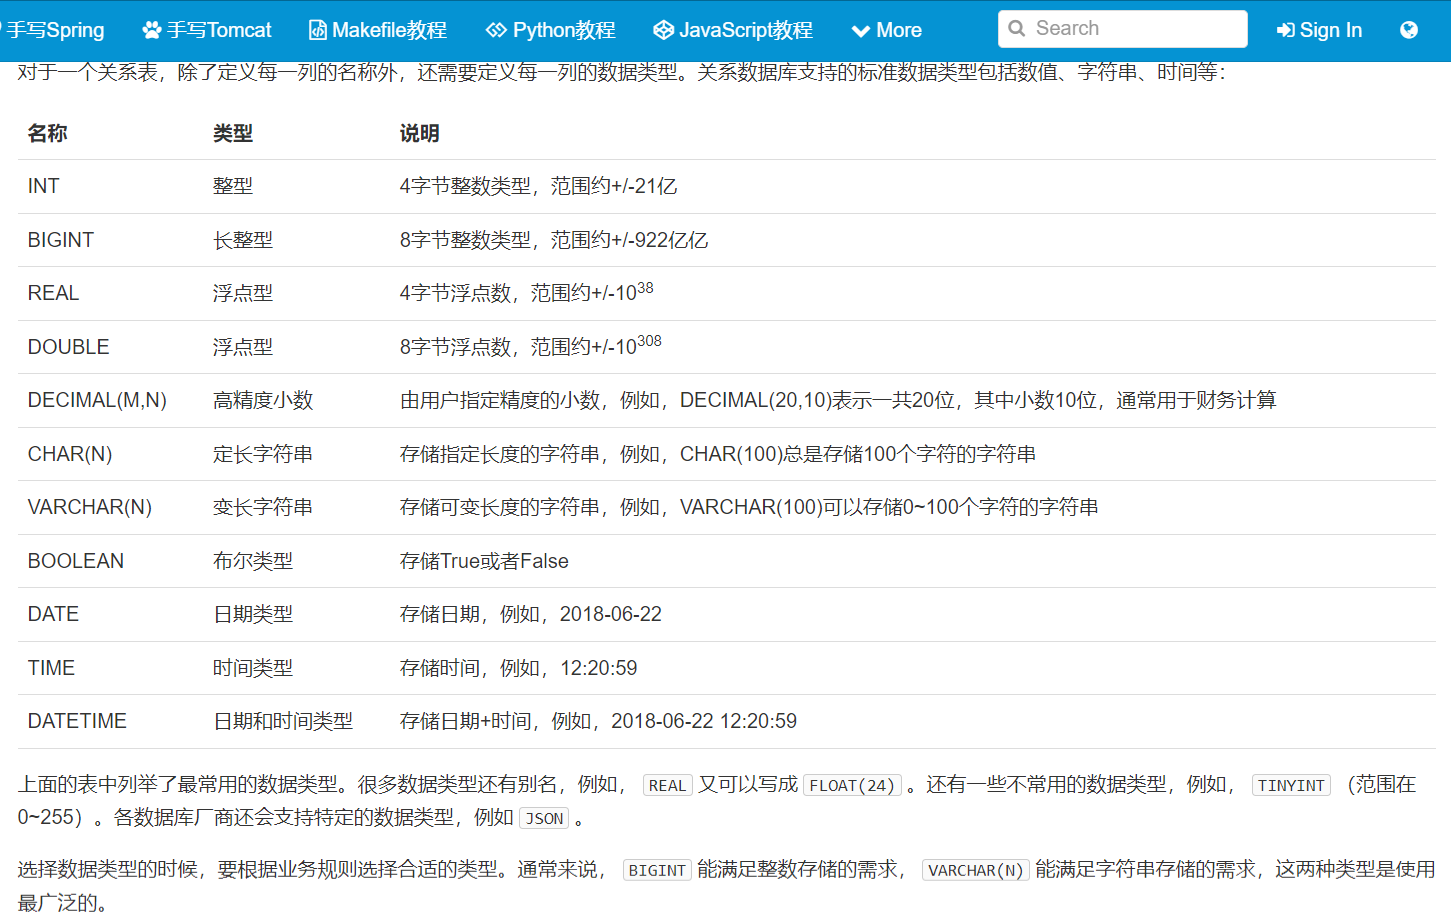 手写Spring 手写Tomcat Makefile教程 Python教程 JavaScript教程 More Search Sign In
对于一个关系表，除了定义每一列的名称外，还需要定义每一列的数据类型。关系数据库支持的标准数据类型包括数值、字符串、时间等：
名称 类型 说明
INT 整型 4字节整数类型，范围约+/-21亿
BIGINT 长整型 8字节整数类型，范围约+/-922亿亿
REAL 浮点型 4字节浮点数，范围约+/-10³⁸
DOUBLE 浮点型 8字节浮点数，范围约+/-10³⁰⁸
DECIMAL(M,N) 高精度小数 由用户指定精度的小数，例如，DECIMAL(20,10)表示一共20位，其中小数10位，通常用于财务计算
CHAR(N) 定长字符串 存储指定长度的字符串，例如，CHAR(100)总是存储100个字符的字符串
VARCHAR(N) 变长字符串 存储可变长度的字符串，例如，VARCHAR(100)可以存储0~100个字符的字符串
BOOLEAN 布尔类型 存储True或者False
DATE 日期类型 存储日期，例如，2018-06-22
TIME 时间类型 存储时间，例如，12:20:59
DATETIME 日期和时间类型 存储日期+时间，例如，2018-06-22 12:20:59
上面的表中列举了最常用的数据类型。很多数据类型还有别名，例如， REAL 又可以写成 FLOAT(24) 。还有一些不常用的数据类型，例如， TINYINT （范围在
0~255）。各数据库厂商还会支持特定的数据类型，例如 JSON 。
选择数据类型的时候，要根据业务规则选择合适的类型。通常来说， BIGINT 能满足整数存储的需求， VARCHAR(N) 能满足字符串存储的需求，这两种类型是使用
最广泛的。